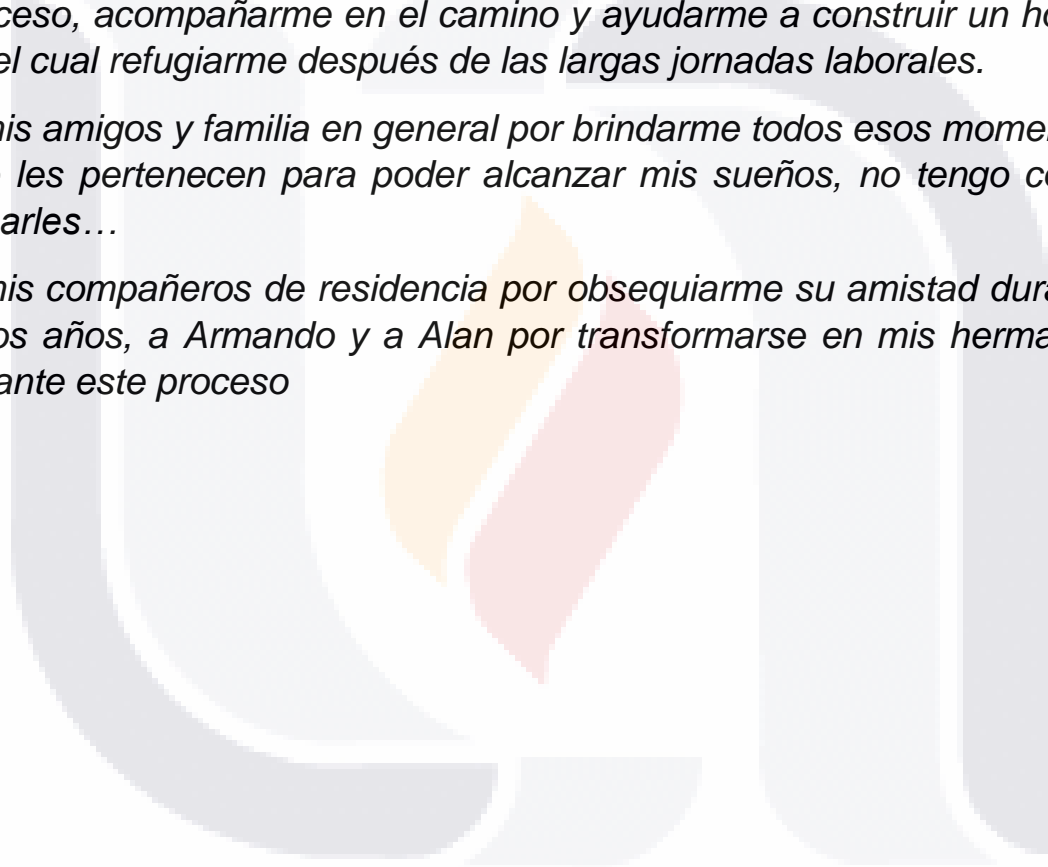 ceso, acompañarme en el camino y ayudarme a construir un ho
el cual refugiarme después de las largas jornadas laborales.
nis amigos y familia en general por brindarme todos esos momen
e les pertenecen para poder alcanzar mis sueños, no tengo co
arles…
nis compañeros de residencia por obsequiarme su amistad dura
os años, a Armando y a Alan por transformarse en mis herma
ante este proceso